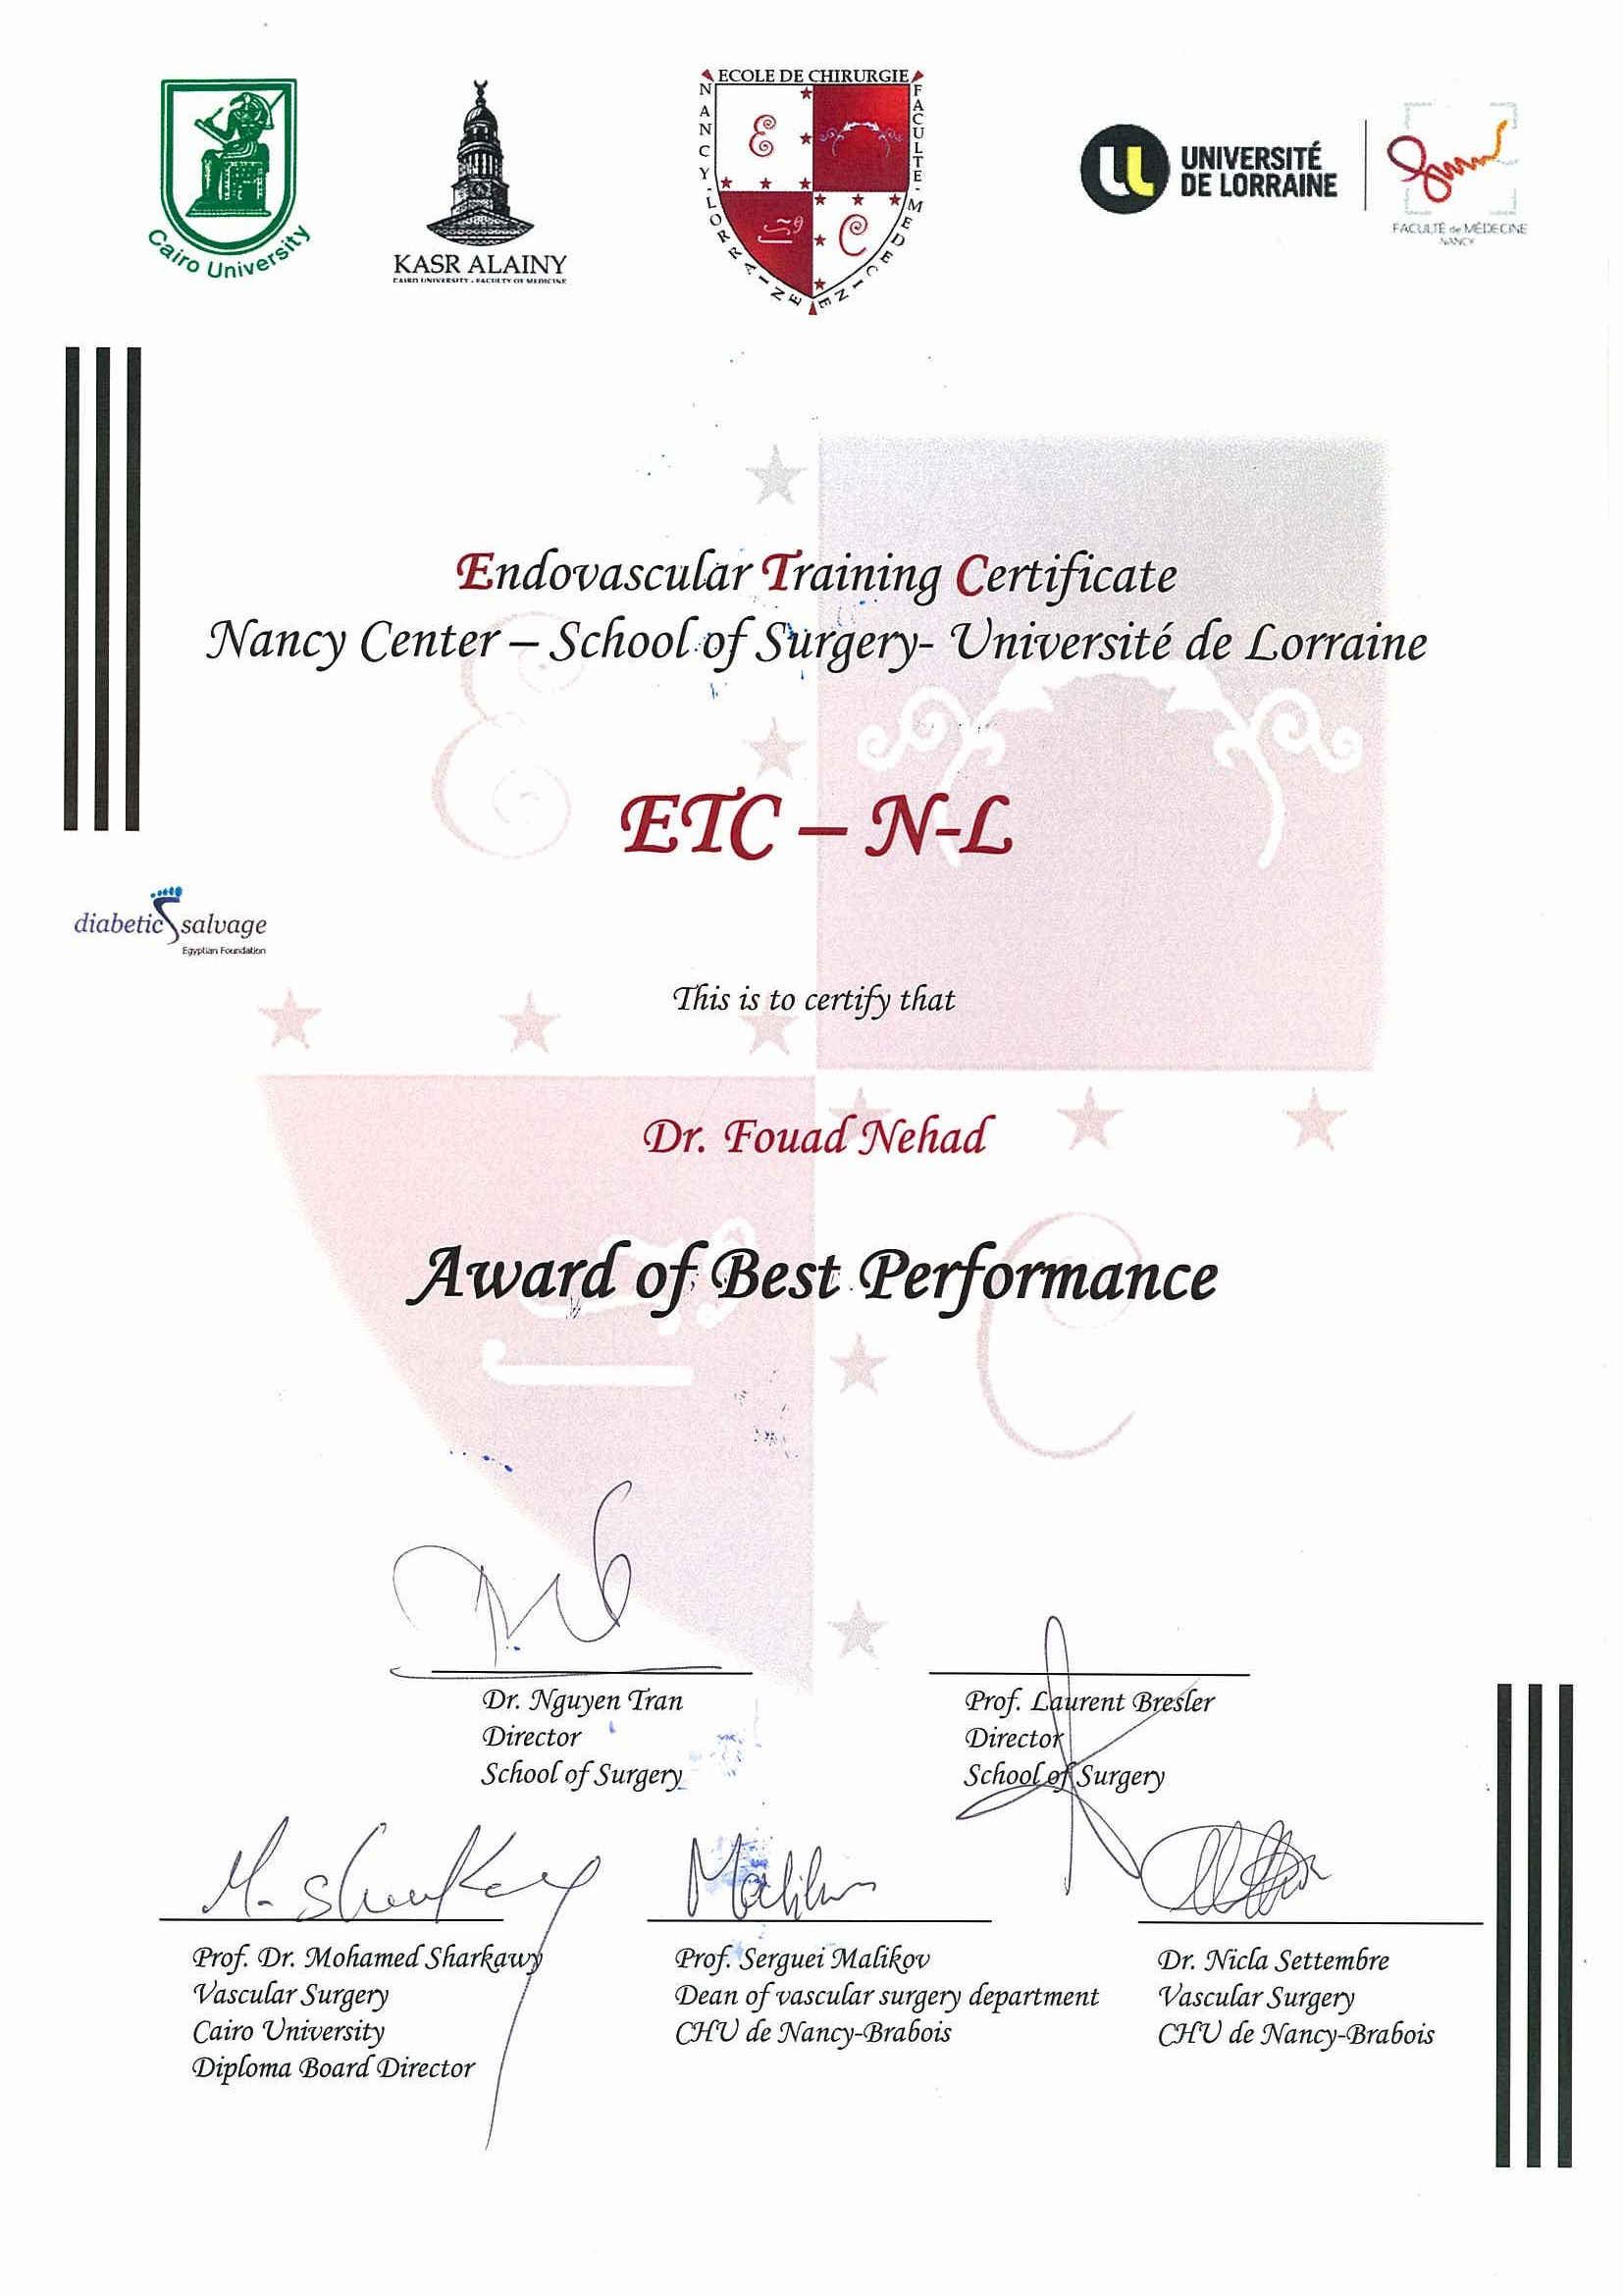 Cairo University
KASR ALAINY
CAIRO UNIVERSITY - FACULTY OF MEDICINE
ECOLE DE CHIRURGIE
NANCY-LORRAINE
FACULTE-MEDECINE
E
C
UNIVERSITÉ
DE LORRAINE
FACULTÉ de MÉDECINE
NANCY
Endovascular Training Certificate
Nancy Center – School of Surgery- Université de Lorraine
ETC – N-L
diabetic salvage
Egyptian Foundation
This is to certify that
Dr. Fouad Nehad
Award of Best Performance
Dr. Nguyen Tran
Director
School of Surgery
Prof. Laurent Bresler
Director
School of Surgery
M. Sharkawy
Malikov
Prof. Dr. Mohamed Sharkawy
Vascular Surgery
Cairo University
Diploma Board Director
Prof. Serguei Malikov
Dean of vascular surgery department
CHU de Nancy-Brabois
Dr. Nicla Settembre
Vascular Surgery
CHU de Nancy-Brabois